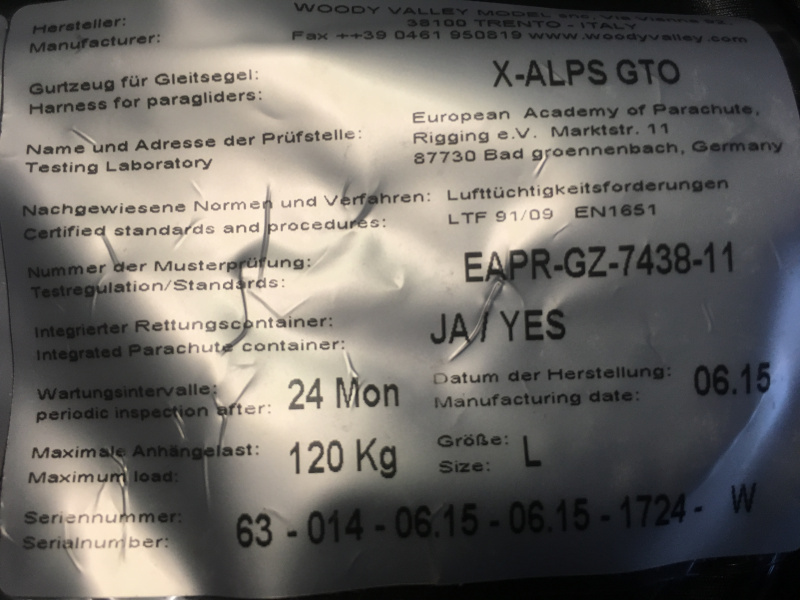 Hersteller: WOODY VALLEY MODEL snc, Via Vienna 92,
Manufacturer: 38100 TRENTO - ITALY
Fax ++39 0461 950819 www.woodyvalley.com
Gurtzeug für Gleitsegel: X-ALPS GTO
Harness for paragliders:
Name und Adresse der Prüfstelle: European Academy of Parachute,
Testing Laboratory Rigging e.V. Marktstr. 11
87730 Bad groennenbach, Germany
Nachgewiesene Normen und Verfahren: Lufttüchtigkeitsforderungen
Certified standards and procedures: LTF 91/09 EN1651
Nummer der Musterprüfung: EAPR-GZ-7438-11
Testregulation/Standards:
Integrierter Rettungscontainer: JA / YES
Integrated Parachute container:
Wartungsintervalle: 24 Mon Datum der Herstellung: 06.15
periodic inspection after: Manufacturing date:
Maximale Anhängelast: 120 Kg Größe: L
Maximum load: Size:
Seriennummer: 63 - 014 - 06.15 - 06.15 - 1724 - W
Serialnumber: